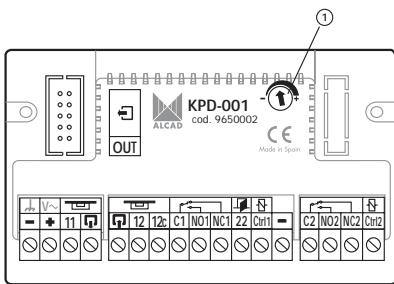 1
- +
KPD-001
ALCAD
cod. 9650002
CE
Made in Spain
OUT
V~
- + 11 12 12c C1 NO1 NC1 22 Ctrl1 - C2 NO2 NC2 Ctrl2